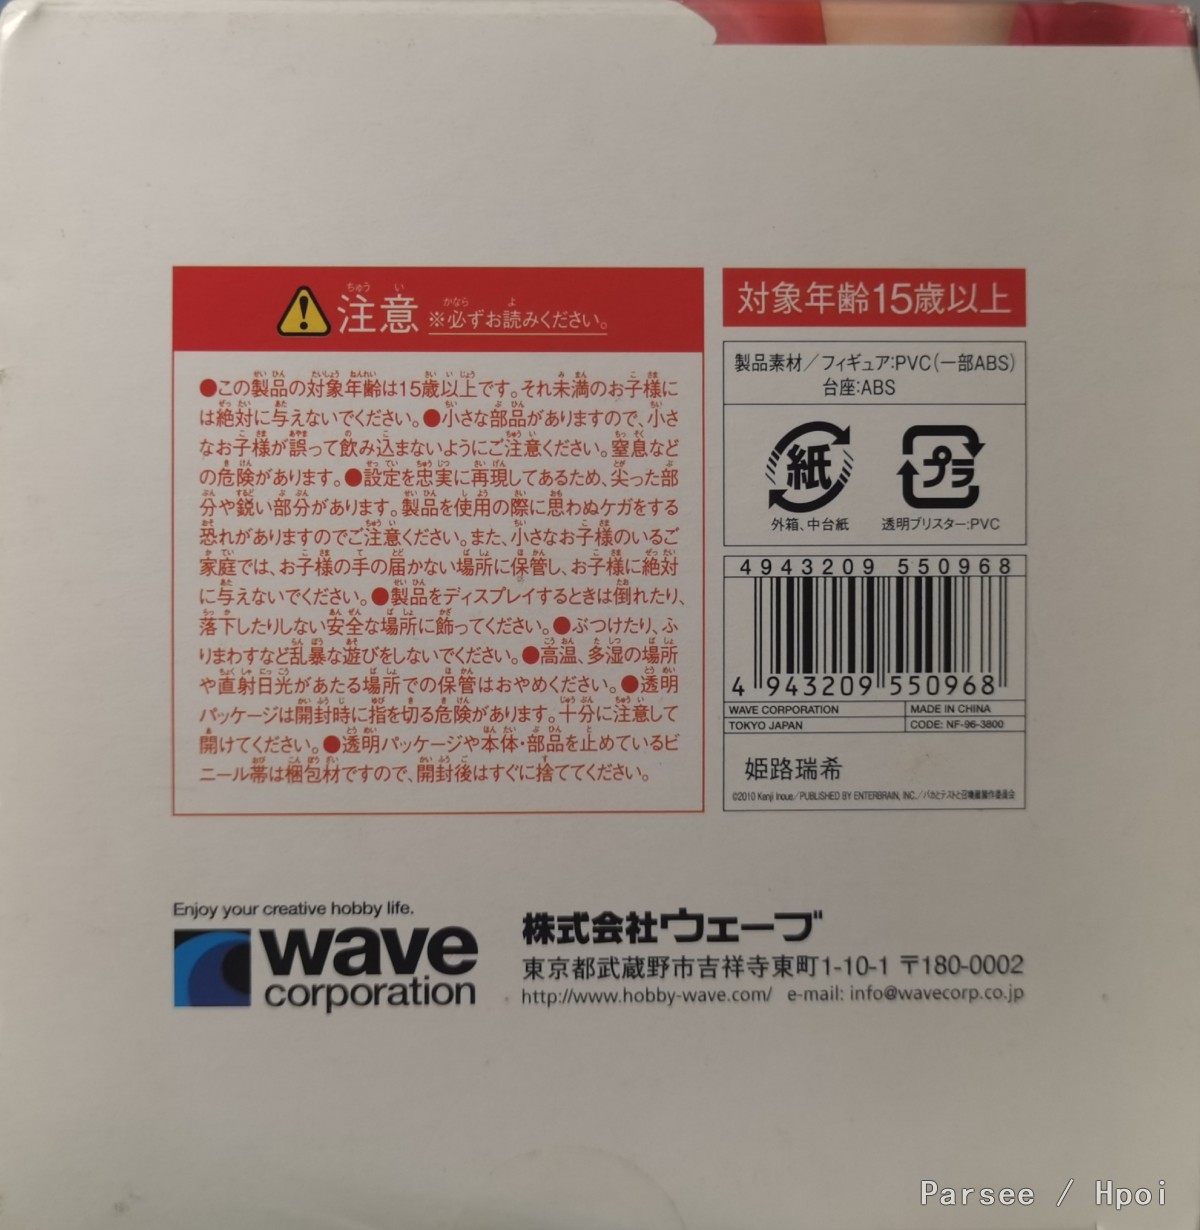 注意 ※必ずお読みください。
●この製品の対象年齢は15歳以上です。それ未満のお子様に
は絶対に与えないでください。●小さな部品がありますので、小さ
なお子様が誤って飲み込まないようにご注意ください。窒息など
の危険があります。●設定を忠実に再現してあるため、尖った部
分や鋭い部分があります。製品を使用の際に思わぬケガをする
恐れがありますのでご注意ください。また、小さなお子様のいるご
家庭では、お子様の手の届かない場所に保管し、お子様に絶対
に与えないでください。●製品をディスプレイするときは倒れたり、
落下したりしない安全な場所に飾ってください。●ぶつけたり、ふ
りまわすなど乱暴な遊びをしないでください。●高温、多湿の場所
や直射日光があたる場所での保管はおやめください。●透明
パッケージは開封時に指を切る危険があります。十分に注意して
開けてください。●透明パッケージや本体・部品を止めているビ
ニール帯は梱包材ですので、開封後はすぐに捨ててください。
対象年齢15歳以上
製品素材/フィギュア:PVC(一部ABS)
台座:ABS
紙
プラ
外箱、中台紙
透明ブリスター:PVC
4943209 550968
4 943209 550968
WAVE CORPORATION
MADE IN CHINA
TOKYO JAPAN
CODE: NF-96-3800
姫路瑞希
©2010 Kenji Inoue/PUBLISHED BY ENTERBRAIN, INC./バカとテストと召喚獣製作委員会
Enjoy your creative hobby life.
wave
corporation
株式会社ウェーブ
東京都武蔵野市吉祥寺東町1-10-1 〒180-0002
http://www.hobby-wave.com/ e-mail: info@wavecorp.co.jp
Parsee / Hpoi